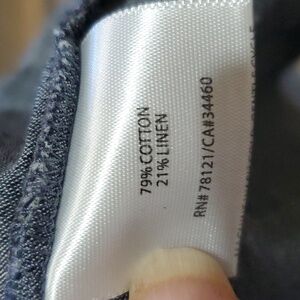 79% COTTON
21% LINEN
RN# 78121/CA#34460